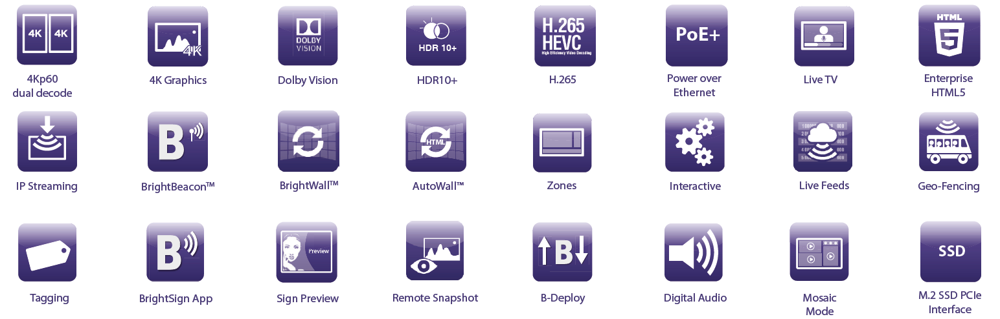 4K 4K
4K
DOLBY
VISION
HDR 10+
H.265
HEVC
High Efficiency Video Decoding
PoE+
HTML
5
4Kp60
dual decode
4K Graphics
Dolby Vision
HDR10+
H.265
Power over
Ethernet
Live TV
Enterprise
HTML5
B
HTML
IP Streaming
BrightBeacon™
BrightWall™
AutoWall™
Zones
Interactive
Live Feeds
Geo-Fencing
B
Preview
B
SSD
Tagging
BrightSign App
Sign Preview
Remote Snapshot
B-Deploy
Digital Audio
Mosaic
Mode
M.2 SSD PCIe
Interface